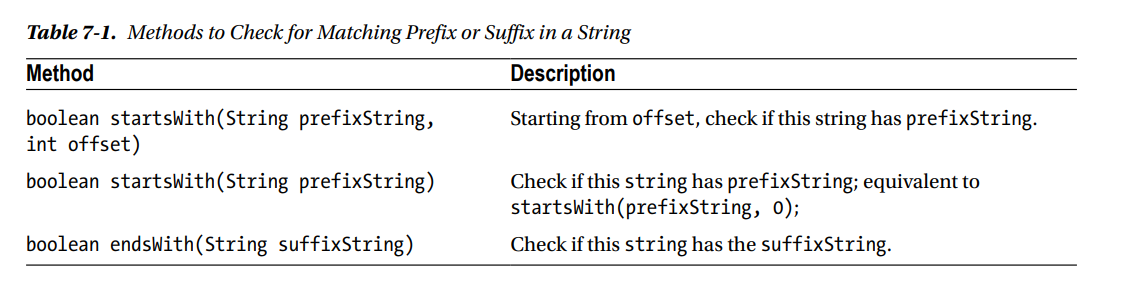 Table 7-1. Methods to Check for Matching Prefix or Suffix in a String
Method Description
boolean startsWith(String prefixString, Starting from offset, check if this string has prefixString.
int offset)
boolean startsWith(String prefixString) Check if this string has prefixString; equivalent to
startsWith(prefixString, 0);
boolean endsWith(String suffixString) Check if this string has the suffixString.